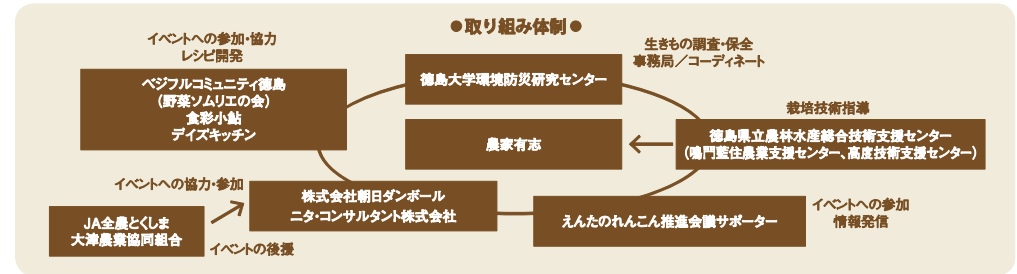 ●取り組み体制●
イベントへの参加・協力
レシピ開発
ベジフルコミュニティ徳島
(野菜ソムリエの会)
食彩小鮎
デイズキッチン
徳島大学環境防災研究センター
生きもの調査・保全
事務局／コーディネート
農家有志
栽培技術指導
徳島県立農林水産総合技術支援センター
(鳴門藍住農業支援センター、高度技術支援センター)
イベントへの協力・参加
株式会社朝日ダンボール
ニタ・コンサルタント株式会社
JA全農とくしま
大津農業協同組合
イベントの後援
えんたのれんこん推進会議サポーター
イベントへの参加
情報発信